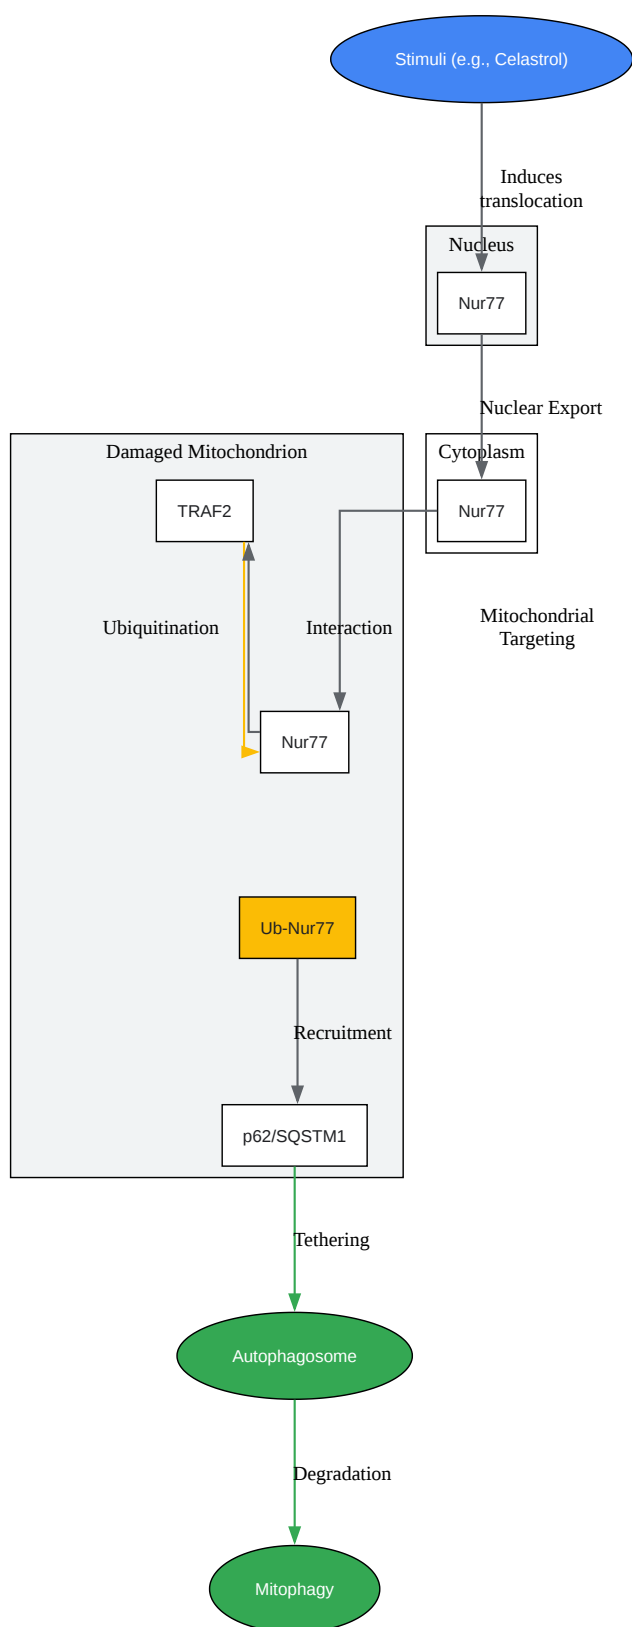 Stimuli (e.g., Celastrol)
Induces
translocation
Nucleus
Nur77
Nuclear Export
Damaged Mitochondrion
Cytoplasm
TRAF2
Nur77
Ubiquitination
Interaction
Mitochondrial
Targeting
Nur77
Ub-Nur77
Recruitment
p62/SQSTM1
Tethering
Autophagosome
Degradation
Mitophagy